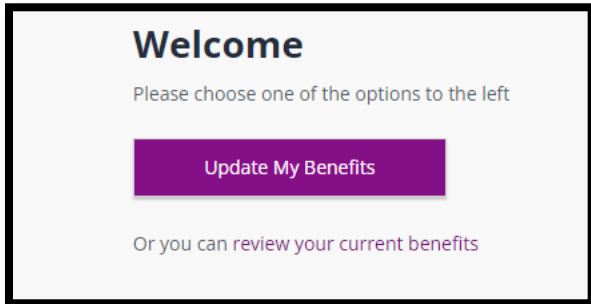 Welcome
Please choose one of the options to the left
Update My Benefits
Or you can review your current benefits